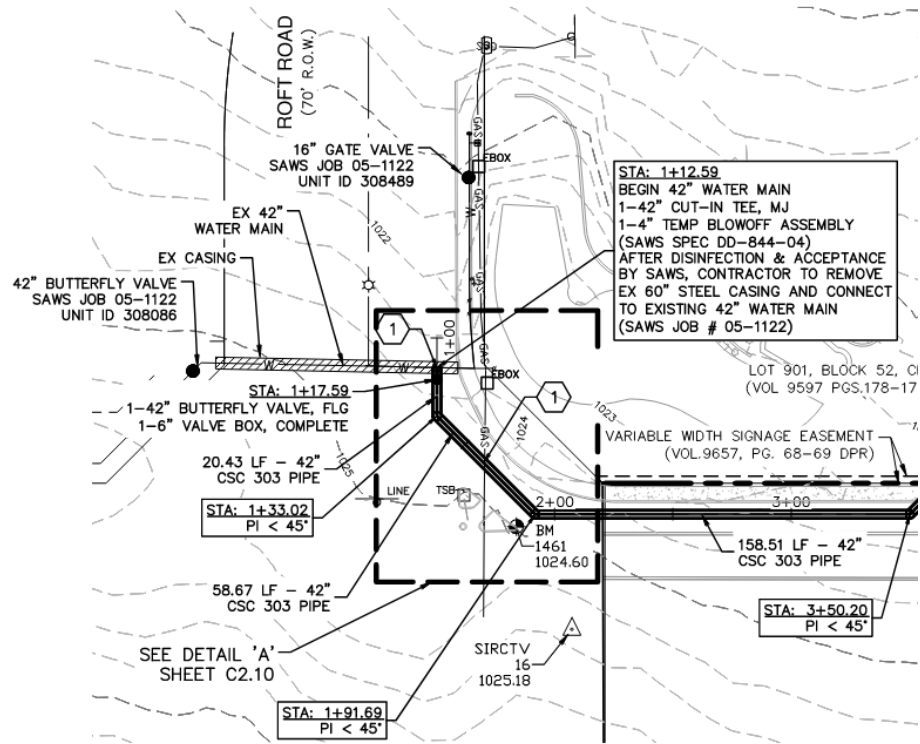 ROFT ROAD
(70' R.O.W.)
16" GATE VALVE
SAWS JOB 05-1122
UNIT ID 308489
EBOX
GAS
GAS
GAS
GAS
GAS
W
EX 42"
WATER MAIN
EX CASING
1022
42" BUTTERFLY VALVE
SAWS JOB 05-1122
UNIT ID 308086
W
W
STA: 1+12.59
BEGIN 42" WATER MAIN
1-42" CUT-IN TEE, MJ
1-4" TEMP BLOWOFF ASSEMBLY
(SAWS SPEC DD-844-04)
AFTER DISINFECTION & ACCEPTANCE
BY SAWS, CONTRACTOR TO REMOVE
EX 60" STEEL CASING AND CONNECT
TO EXISTING 42" WATER MAIN
(SAWS JOB # 05-1122)
1
1+00
EBOX
1
LOT 901, BLOCK 52, C
(VOL 9597 PGS.178-17
STA: 1+17.59
1-42" BUTTERFLY VALVE, FLG
1-6" VALVE BOX, COMPLETE
1023
1024
1025
VARIABLE WIDTH SIGNAGE EASEMENT
(VOL.9657, PG. 68-69 DPR)
20.43 LF - 42"
CSC 303 PIPE
LINE
TSB
STA: 1+33.02
PI < 45°
2+00
3+00
BM
1461
1024.60
158.51 LF - 42"
CSC 303 PIPE
58.67 LF - 42"
CSC 303 PIPE
STA: 3+50.20
PI < 45°
SEE DETAIL 'A'
SHEET C2.10
SIRCTV
16
1025.18
STA: 1+91.69
PI < 45°